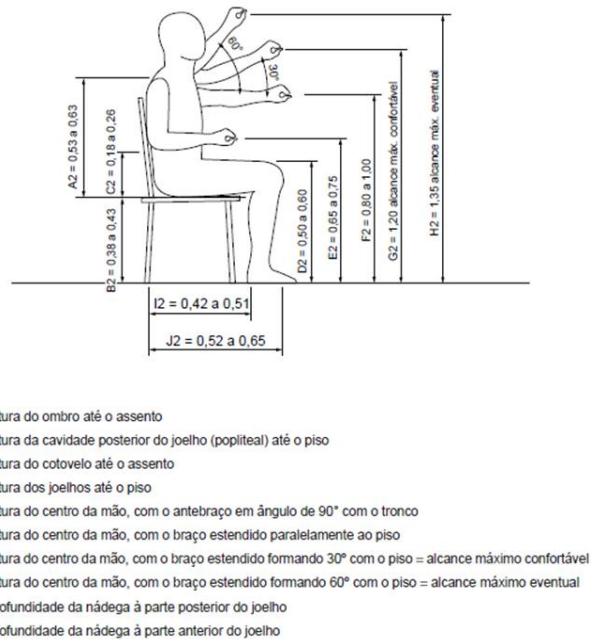 60°
30°
A2 = 0,53 a 0,63
C2 = 0,18 a 0,26
B2 = 0,38 a 0,43
D2 = 0,50 a 0,60
E2 = 0,65 a 0,75
F2 = 0,80 a 1,00
G2 = 1,20 alcance máx. confortável
H2 = 1,35 alcance máx. eventual
I2 = 0,42 a 0,51
J2 = 0,52 a 0,65
tura do ombro até o assento
tura da cavidade posterior do joelho (popliteal) até o piso
tura do cotovelo até o assento
tura dos joelhos até o piso
tura do centro da mão, com o antebraço em ângulo de 90° com o tronco
tura do centro da mão, com o braço estendido paralelamente ao piso
tura do centro da mão, com o braço estendido formando 30º com o piso = alcance máximo confortável
tura do centro da mão, com o braço estendido formando 60º com o piso = alcance máximo eventual
ofundidade da nádega à parte posterior do joelho
ofundidade da nádega à parte anterior do joelho